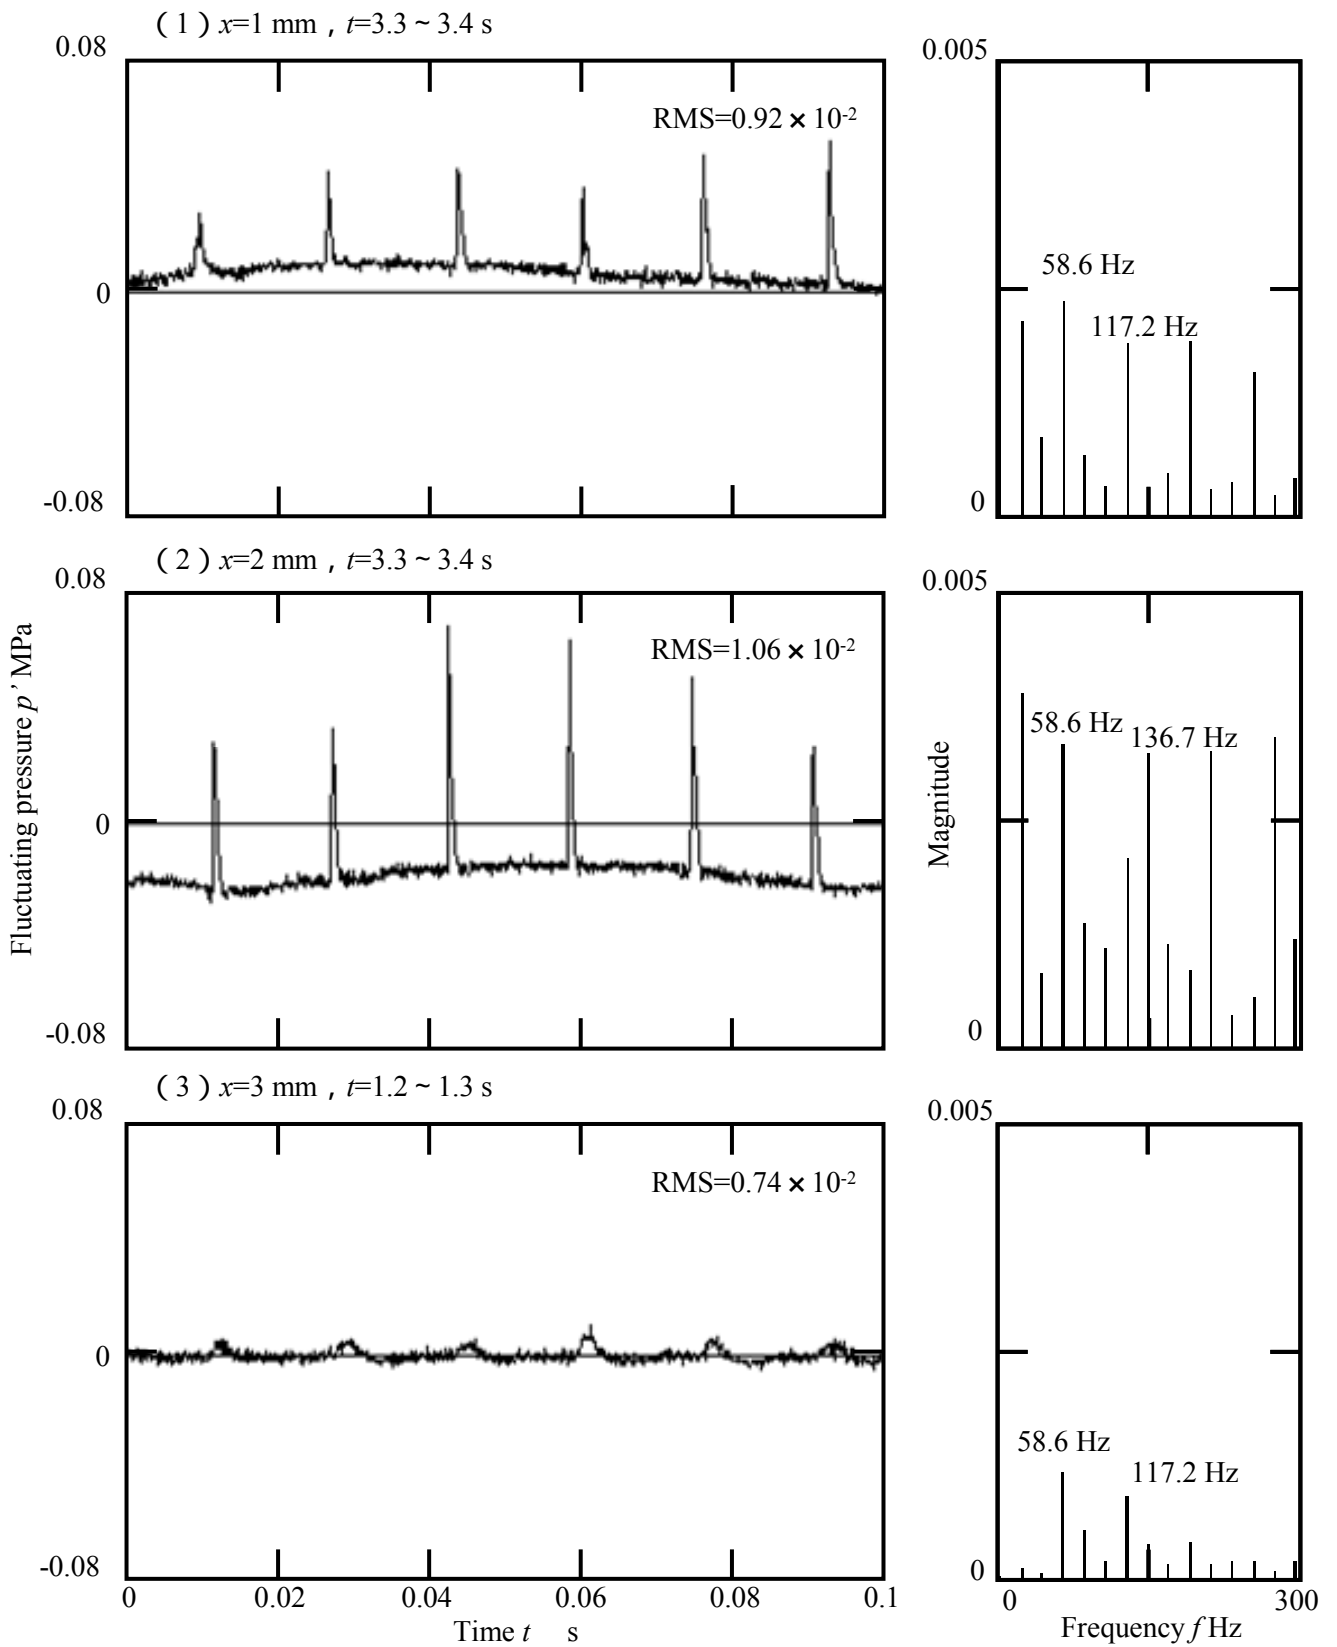 (1) x=1 mm, t=3.3~3.4 s
0.08
0.005
RMS=0.92×10-2
58.6 Hz
117.2 Hz
0
-0.08
0
(2) x=2 mm, t=3.3~3.4 s
0.08
0.005
RMS=1.06×10-2
58.6 Hz
136.7 Hz
Fluctuating pressure p' MPa
Magnitude
0
-0.08
0
(3) x=3 mm, t=1.2~1.3 s
0.08
0.005
RMS=0.74×10-2
0
58.6 Hz
117.2 Hz
-0.08
0
0 0.02 0.04 0.06 0.08 0.1
0 300
Time t s
Frequency f Hz